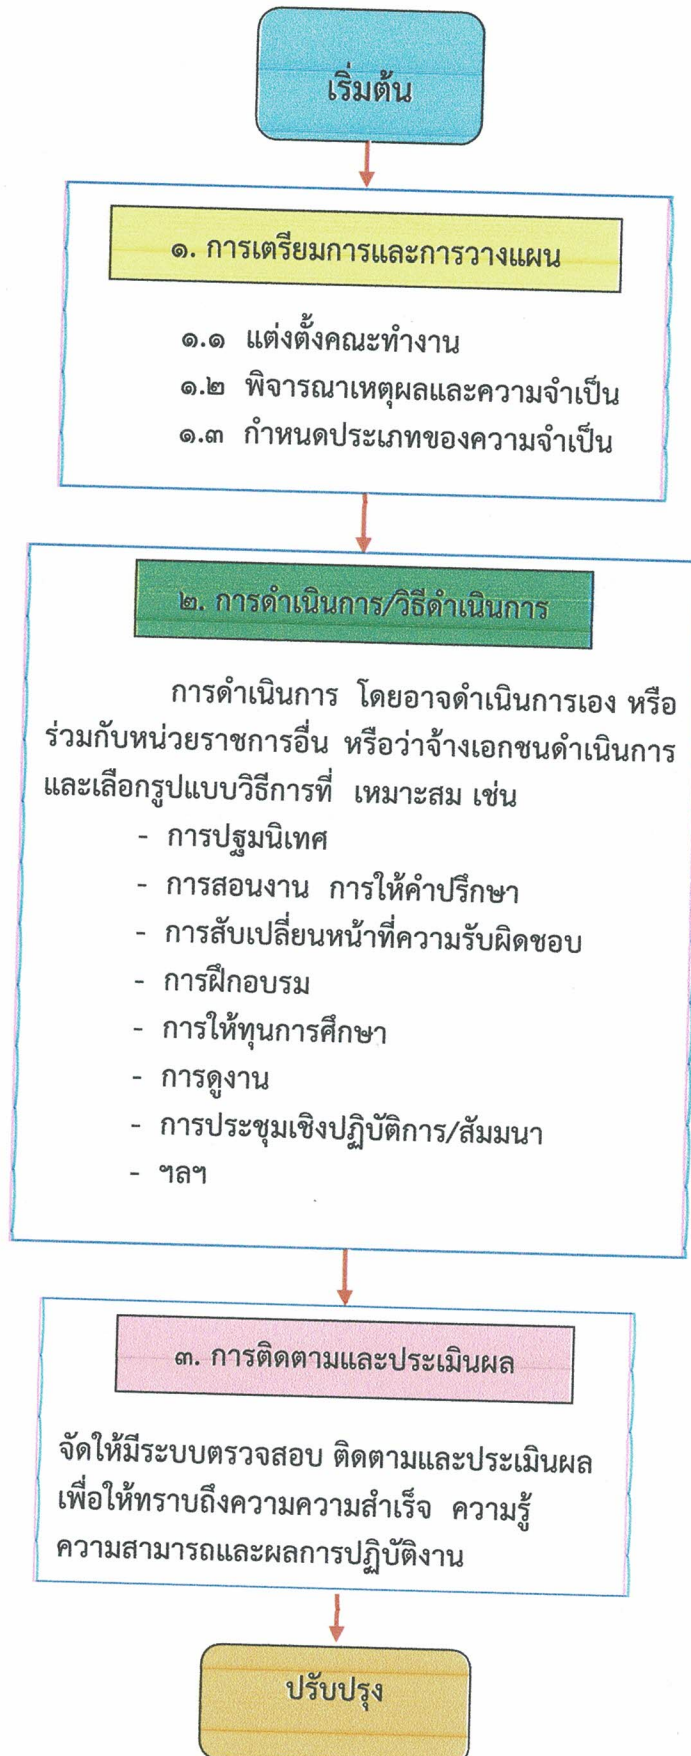 เริ่มต้น
๑. การเตรียมการและการวางแผน
๑.๑ แต่งตั้งคณะทำงาน
๑.๒ พิจารณาเหตุผลและความจำเป็น
๑.๓ กำหนดประเภทของความจำเป็น
๒. การดำเนินการ/วิธีดำเนินการ
การดำเนินการ โดยอาจดำเนินการเอง หรือ
ร่วมกับหน่วยราชการอื่น หรือว่าจ้างเอกชนดำเนินการ
และเลือกรูปแบบวิธีการที่ เหมาะสม เช่น
- การปฐมนิเทศ
- การสอนงาน การให้คำปรึกษา
- การสับเปลี่ยนหน้าที่ความรับผิดชอบ
- การฝึกอบรม
- การให้ทุนการศึกษา
- การดูงาน
- การประชุมเชิงปฏิบัติการ/สัมมนา
- ฯลฯ
๓. การติดตามและประเมินผล
จัดให้มีระบบตรวจสอบ ติดตามและประเมินผล
เพื่อให้ทราบถึงความความสำเร็จ ความรู้
ความสามารถและผลการปฏิบัติงาน
ปรับปรุง